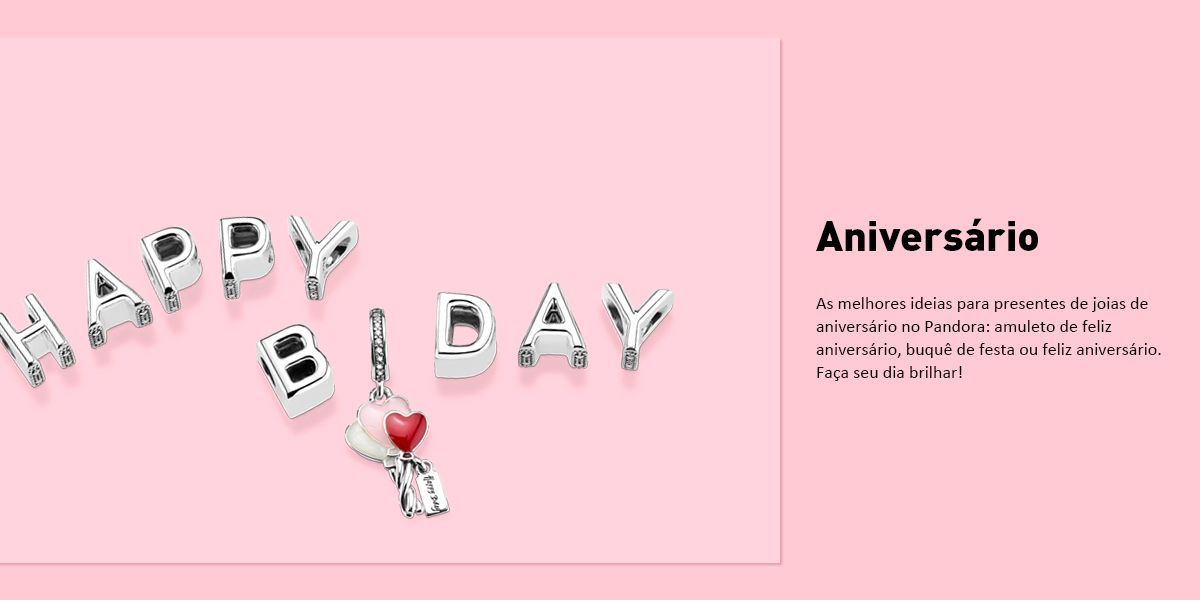 HAPPY
B DAY
Aniversário
As melhores ideias para presentes de joias de
aniversário no Pandora: amuleto de feliz
aniversário, buquê de festa ou feliz aniversário.
Faça seu dia brilhar!